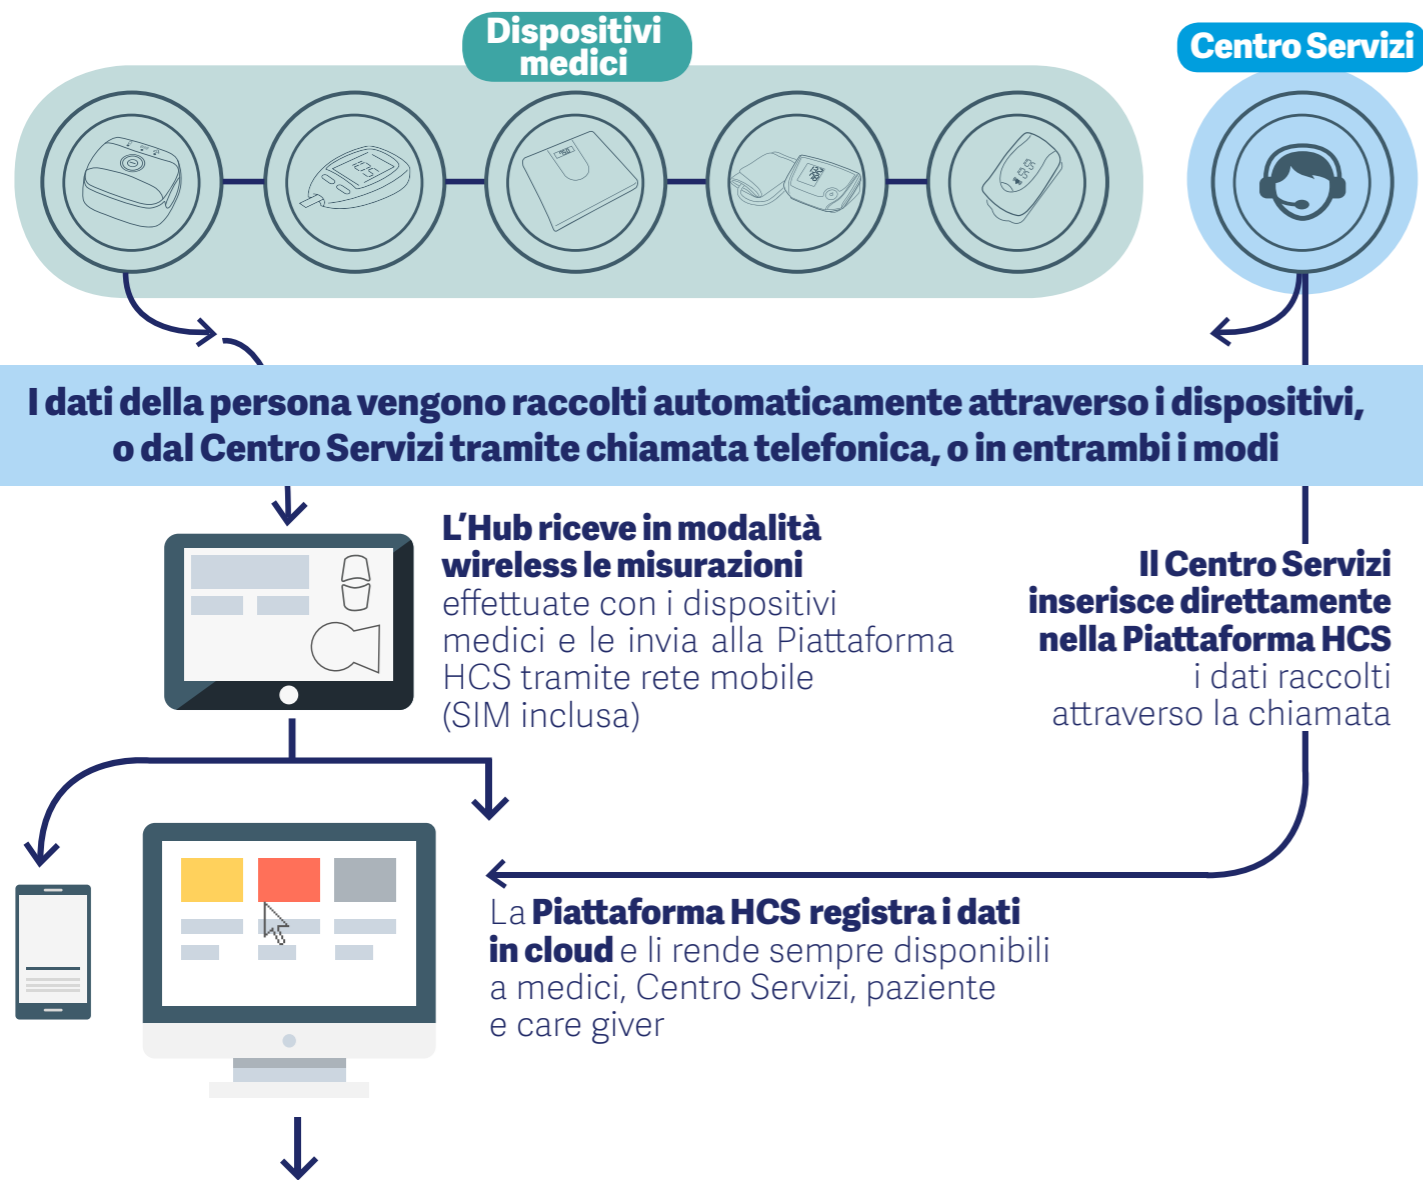 Dispositivi
medici
Centro Servizi
I dati della persona vengono raccolti automaticamente attraverso i dispositivi,
o dal Centro Servizi tramite chiamata telefonica, o in entrambi i modi
L'Hub riceve in modalità
wireless le misurazioni
effettuate con i dispositivi
medici e le invia alla Piattaforma
HCS tramite rete mobile
(SIM inclusa)
Il Centro Servizi
inserisce direttamente
nella Piattaforma HCS
i dati raccolti
attraverso la chiamata
La Piattaforma HCS registra i dati
in cloud e li rende sempre disponibili
a medici, Centro Servizi, paziente
e care giver